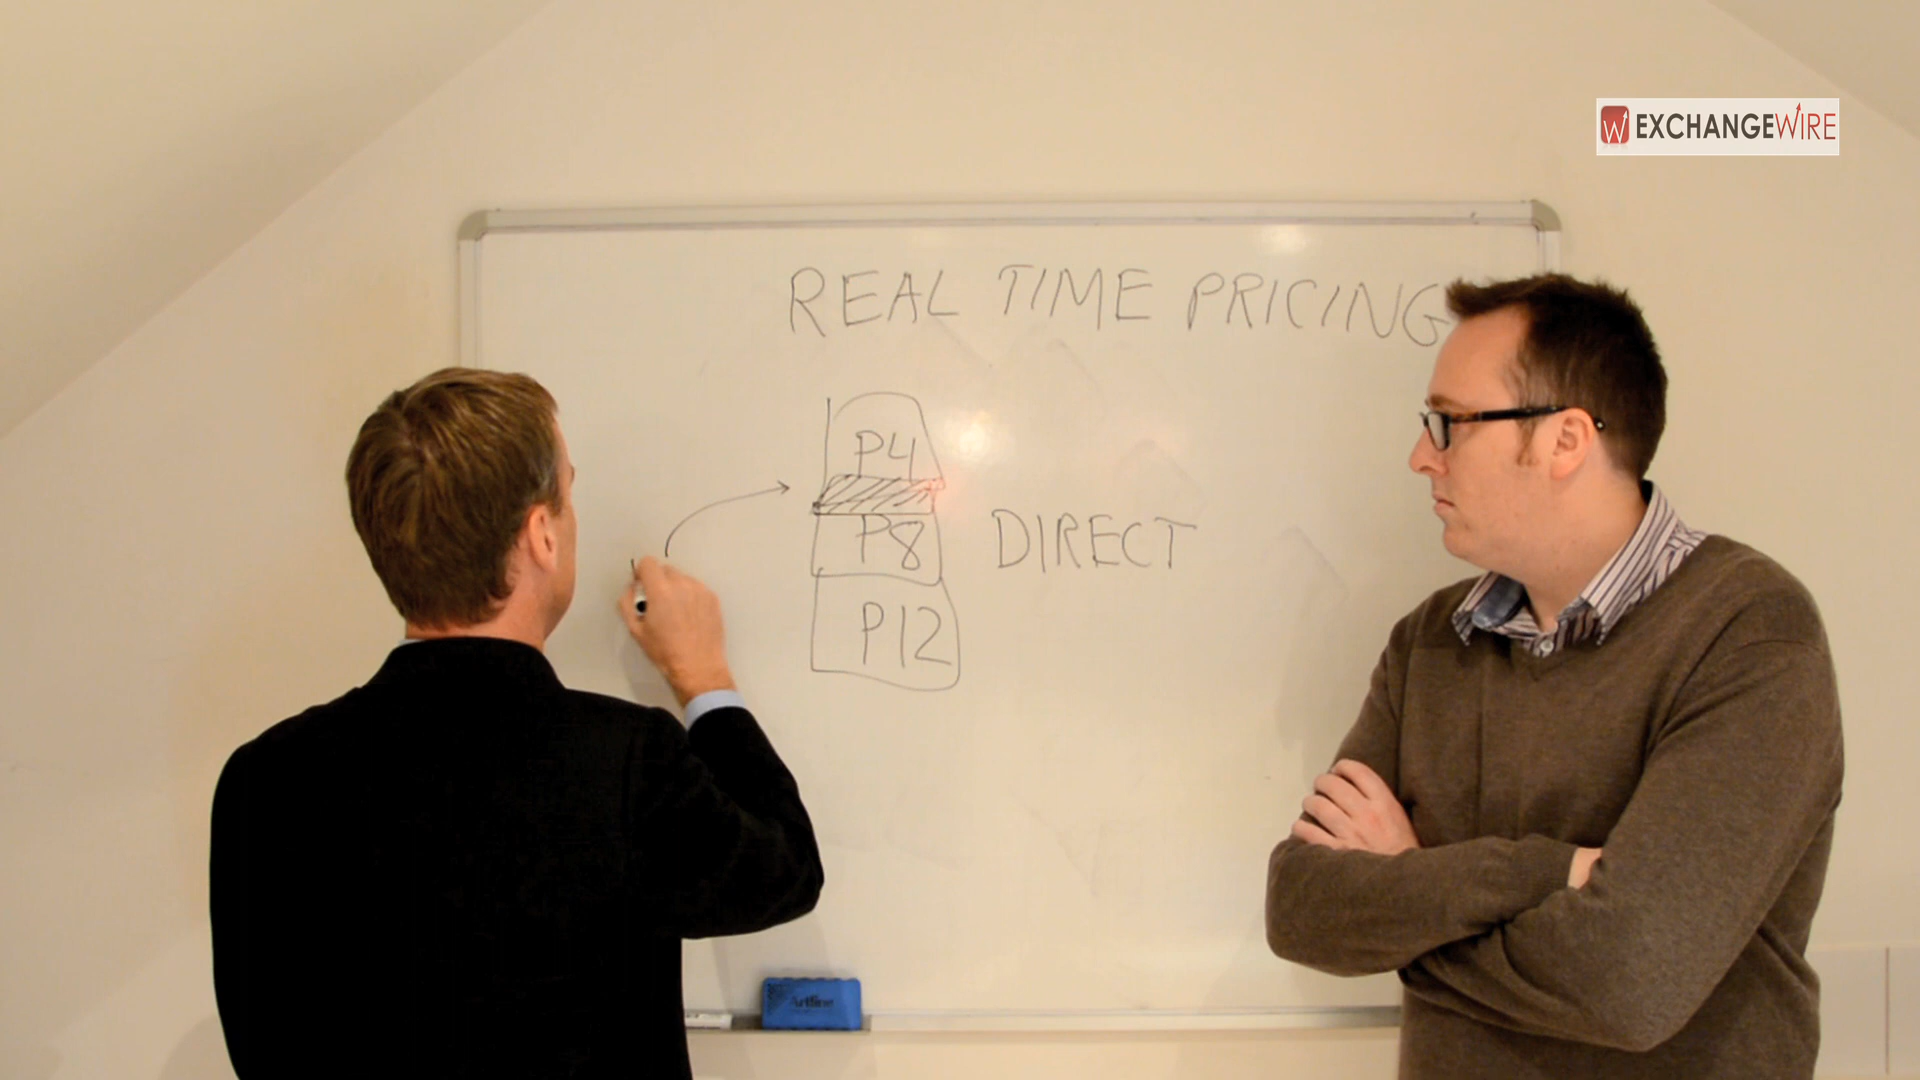 EXCHANGEWIRE
REAL TIME PRICING
P4
P8
DIRECT
P12
Artline